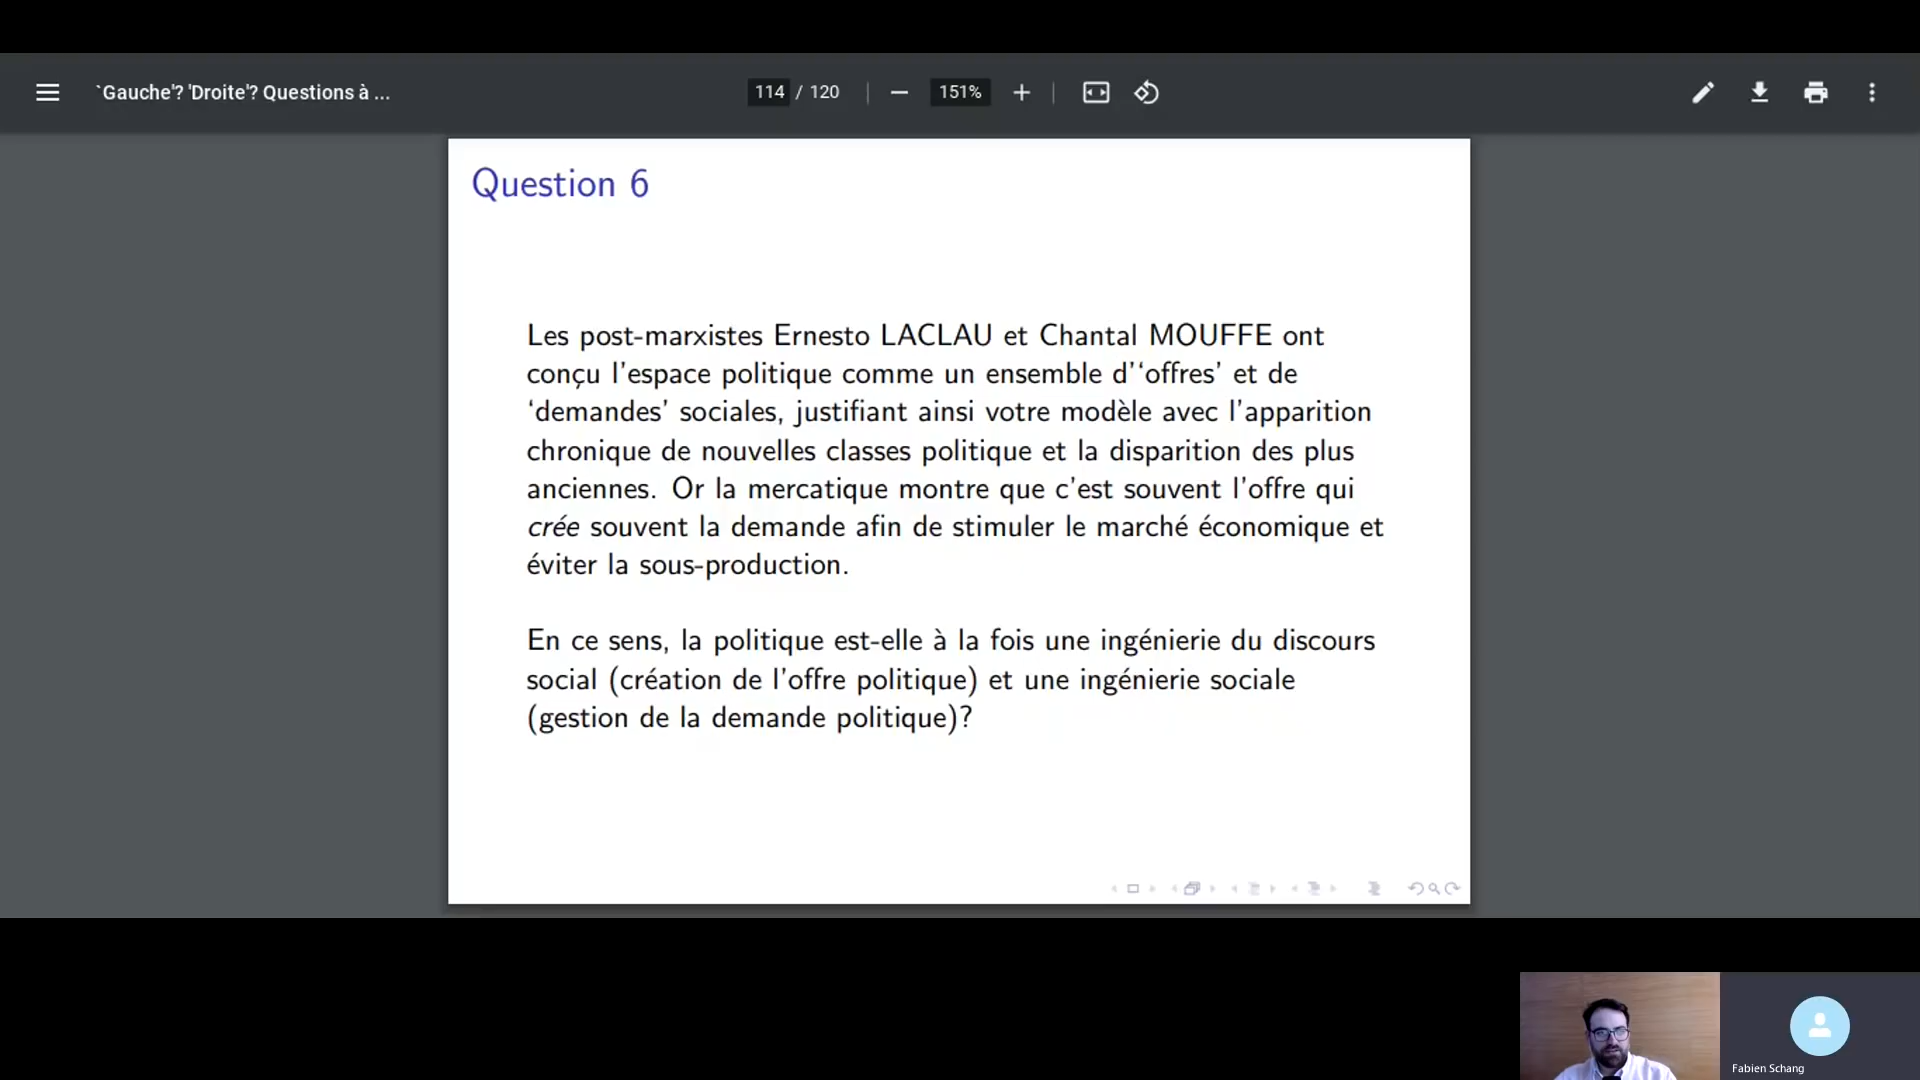 `Gauche'? 'Droite'? Questions à ...
114 / 120
151%
Question 6
Les post-marxistes Ernesto LACLAU et Chantal MOUFFE ont
conçu l'espace politique comme un ensemble d'‘offres’ et de
‘demandes’ sociales, justifiant ainsi votre modèle avec l'apparition
chronique de nouvelles classes politique et la disparition des plus
anciennes. Or la mercatique montre que c'est souvent l'offre qui
crée souvent la demande afin de stimuler le marché économique et
éviter la sous-production.
En ce sens, la politique est-elle à la fois une ingénierie du discours
social (création de l'offre politique) et une ingénierie sociale
(gestion de la demande politique)?
Fabien Schang